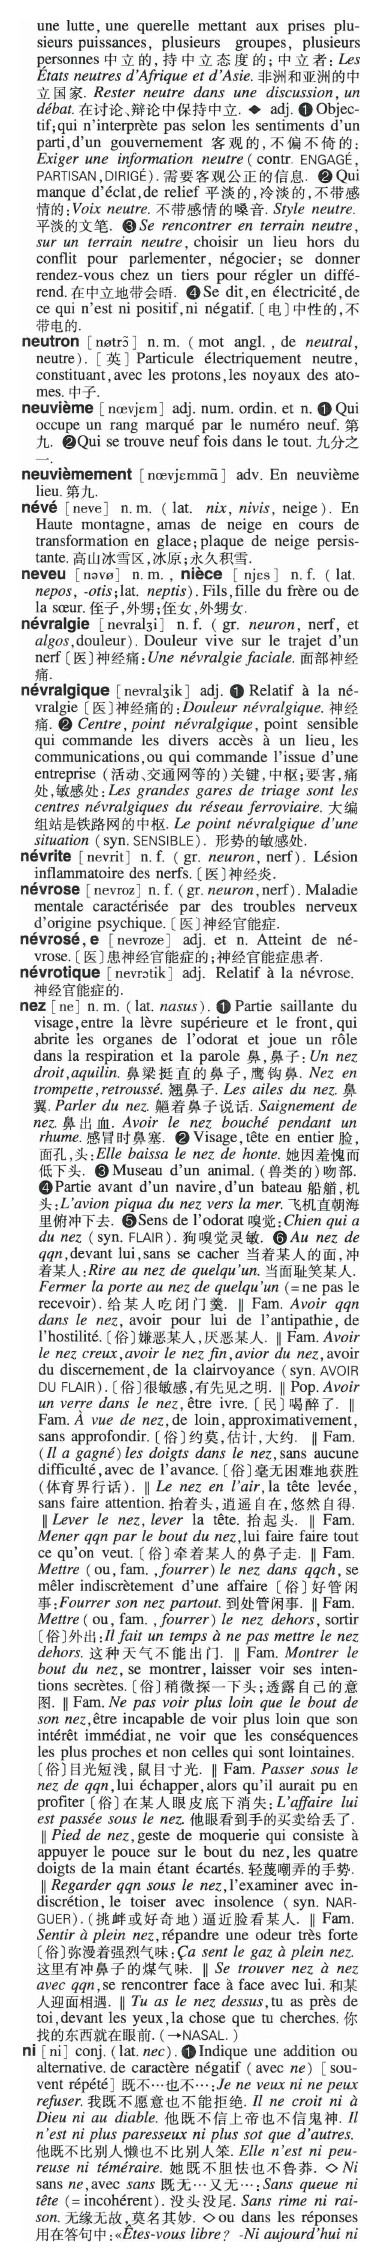 une lutte, une querelle mettant aux prises plu-
sieurs puissances, plusieurs groupes, plusieurs
personnes 中立的,持中立态度的;中立者: Les
États neutres d'Afrique et d'Asie. 非洲和亚洲的中
立国家. Rester neutre dans une discussion, un
débat. 在讨论、辩论中保持中立. ◆ adj. ❶ Objec-
tif; qui n'interprète pas selon les sentiments d'un
parti, d'un gouvernement 客观的,不偏不倚的:
Exiger une information neutre (contr. ENGAGÉ,
PARTISAN, DIRIGÉ). 需要客观公正的信息. ❷ Qui
manque d'éclat, de relief 平淡的,冷淡的,不带感
情的: Voix neutre. 不带感情的嗓音. Style neutre.
平淡的文笔. ❸ Se rencontrer en terrain neutre,
sur un terrain neutre, choisir un lieu hors du
conflit pour parlementer, négocier; se donner
rendez-vous chez un tiers pour régler un diffé-
rend. 在中立地带会晤. ❹ Se dit, en électricité, de
ce qui n'est ni positif, ni négatif. [电]中性的,不
带电的.
neutron [nøtrɔ̃] n. m. (mot angl., de neutral,
neutre). [英] Particule électriquement neutre,
constituant, avec les protons, les noyaux des ato-
mes. 中子.
neuvième [nœvjɛm] adj. num. ordin. et n. ❶ Qui
occupe un rang marqué par le numéro neuf. 第
九. ❷ Qui se trouve neuf fois dans le tout. 九分之
一.
neuvièmement [nœvjɛmmɑ̃] adv. En neuvième
lieu. 第九.
névé [neve] n. m. (lat. nix, nivis, neige). En
Haute montagne, amas de neige en cours de
transformation en glace; plaque de neige persis-
tante. 高山冰雪区,冰原;永久积雪.
neveu [nəvø] n. m., nièce [njɛs] n. f. (lat.
nepos, -otis; lat. neptis). Fils, fille du frère ou de
la sœur. 侄子,外甥;侄女,外甥女.
névralgie [nevralʒi] n. f. (gr. neuron, nerf, et
algos, douleur). Douleur vive sur le trajet d'un
nerf [医]神经痛: Une névralgie faciale. 面部神经
痛.
névralgique [nevralʒik] adj. ❶ Relatif à la né-
vralgie [医]神经痛的: Douleur névralgique. 神经
痛. ❷ Centre, point névralgique, point sensible
qui commande les divers accès à un lieu, les
communications, ou qui commande l'issue d'une
entreprise (活动、交通网等的)关键,中枢;要害,痛
处,敏感处: Les grandes gares de triage sont les
centres névralgiques du réseau ferroviaire. 大编
组站是铁路网的中枢. Le point névralgique d'une
situation (syn. SENSIBLE). 形势的敏感处.
névrite [nevrit] n. f. (gr. neuron, nerf). Lésion
inflammatoire des nerfs. [医]神经炎.
névrose [nevroz] n. f. (gr. neuron, nerf). Maladie
mentale caractérisée par des troubles nerveux
d'origine psychique. [医]神经官能症.
névrosé, e [nevroze] adj. et n. Atteint de né-
vrose. [医]患神经官能症的;神经官能症患者.
névrotique [nevrɔtik] adj. Relatif à la névrose.
神经官能症的.
nez [ne] n. m. (lat. nasus). ❶ Partie saillante du
visage, entre la lèvre supérieure et le front, qui
abrite les organes de l'odorat et joue un rôle
dans la respiration et la parole 鼻,鼻子: Un nez
droit, aquilin. 鼻梁挺直的鼻子,鹰钩鼻. Nez en
trompette, retroussé. 翘鼻子. Les ailes du nez. 鼻
翼. Parler du nez. 齆着鼻子说话. Saignement de
nez. 鼻出血. Avoir le nez bouché pendant un
rhume. 感冒时鼻塞. ❷ Visage, tête en entier 脸,
面孔,头: Elle baissa le nez de honte. 她因羞愧而
低下头. ❸ Museau d'un animal. (兽类的)吻部.
❹ Partie avant d'un navire, d'un bateau 船艏,机
头: L'avion piqua du nez vers la mer. 飞机直朝海
里俯冲下去. ❺ Sens de l'odorat 嗅觉: Chien qui a
du nez (syn. FLAIR). 狗嗅觉灵敏. ❻ Au nez de
qqn, devant lui, sans se cacher 当着某人的面,冲
着某人: Rire au nez de quelqu'un. 当面耻笑某人.
Fermer la porte au nez de quelqu'un (= ne pas le
recevoir). 给某人吃闭门羹. ‖ Fam. Avoir qqn
dans le nez, avoir pour lui de l'antipathie, de
l'hostilité. [俗]嫌恶某人,厌恶某人. ‖ Fam. Avoir
le nez creux, avoir le nez fin, avior du nez, avoir
du discernement, de la clairvoyance (syn. AVOIR
DU FLAIR). [俗]很敏感,有先见之明. ‖ Pop. Avoir
un verre dans le nez, être ivre. [民]喝醉了. ‖
Fam. À vue de nez, de loin, approximativement,
sans approfondir. [俗]约莫,估计,大约. ‖ Fam.
(Il a gagné) les doigts dans le nez, sans aucune
difficulté, avec de l'avance. [俗]毫无困难地获胜
(体育界行话). ‖ Le nez en l'air, la tête levée,
sans faire attention. 抬着头,逍遥自在,悠然自得.
‖ Lever le nez, lever la tête. 抬起头. ‖ Fam.
Mener qqn par le bout du nez, lui faire faire tout
ce qu'on veut. [俗]牵着某人的鼻子走. ‖ Fam.
Mettre (ou, fam., fourrer) le nez dans qqch, se
mêler indiscrètement d'une affaire [俗]好管闲
事: Fourrer son nez partout. 到处管闲事. ‖ Fam.
Mettre (ou, fam., fourrer) le nez dehors, sortir
[俗]外出: Il fait un temps à ne pas mettre le nez
dehors. 这种天气不能出门. ‖ Fam. Montrer le
bout du nez, se montrer, laisser voir ses inten-
tions secrètes. [俗]稍微探一下头;透露自己的意
图. ‖ Fam. Ne pas voir plus loin que le bout de
son nez, être incapable de voir plus loin que son
intérêt immédiat, ne voir que les conséquences
les plus proches et non celles qui sont lointaines.
[俗]目光短浅,鼠目寸光. ‖ Fam. Passer sous le
nez de qqn, lui échapper, alors qu'il aurait pu en
profiter [俗]在某人眼皮底下消失: L'affaire lui
est passée sous le nez. 他眼看到手的买卖给丢了.
‖ Pied de nez, geste de moquerie qui consiste à
appuyer le pouce sur le bout du nez, les quatre
doigts de la main étant écartés. 轻蔑嘲弄的手势.
‖ Regarder qqn sous le nez, l'examiner avec in-
discrétion, le toiser avec insolence (syn. NAR-
GUER). (挑衅或好奇地)逼近脸看某人. ‖ Fam.
Sentir à plein nez, répandre une odeur très forte
[俗]弥漫着强烈气味: Ça sent le gaz à plein nez.
这里有冲鼻子的煤气味. ‖ Se trouver nez à nez
avec qqn, se rencontrer face à face avec lui. 和某
人迎面相遇. ‖ Tu as le nez dessus, tu as près de
toi, devant les yeux, la chose que tu cherches. 你
找的东西就在眼前. (→NASAL.)
ni [ni] conj. (lat. nec). ❶ Indique une addition ou
alternative. de caractère négatif (avec ne) [sou-
vent répété] 既不…也不…: Je ne veux ni ne peux
refuser. 我既不愿意也不能拒绝. Il ne croit ni à
Dieu ni au diable. 他既不信上帝也不信鬼神. Il
n'est ni plus paresseux ni plus sot que d'autres.
他既不比别人懒也不比别人笨. Elle n'est ni peu-
reuse ni téméraire. 她既不胆怯也不鲁莽. ◇ Ni
sans ne, avec sans 既无…又无…: Sans queue ni
tête (= incohérent). 没头没尾. Sans rime ni rai-
son. 无缘无故,莫名其妙. ◇ ou dans les réponses
用在答句中: «Êtes-vous libre? -Ni aujourd'hui ni